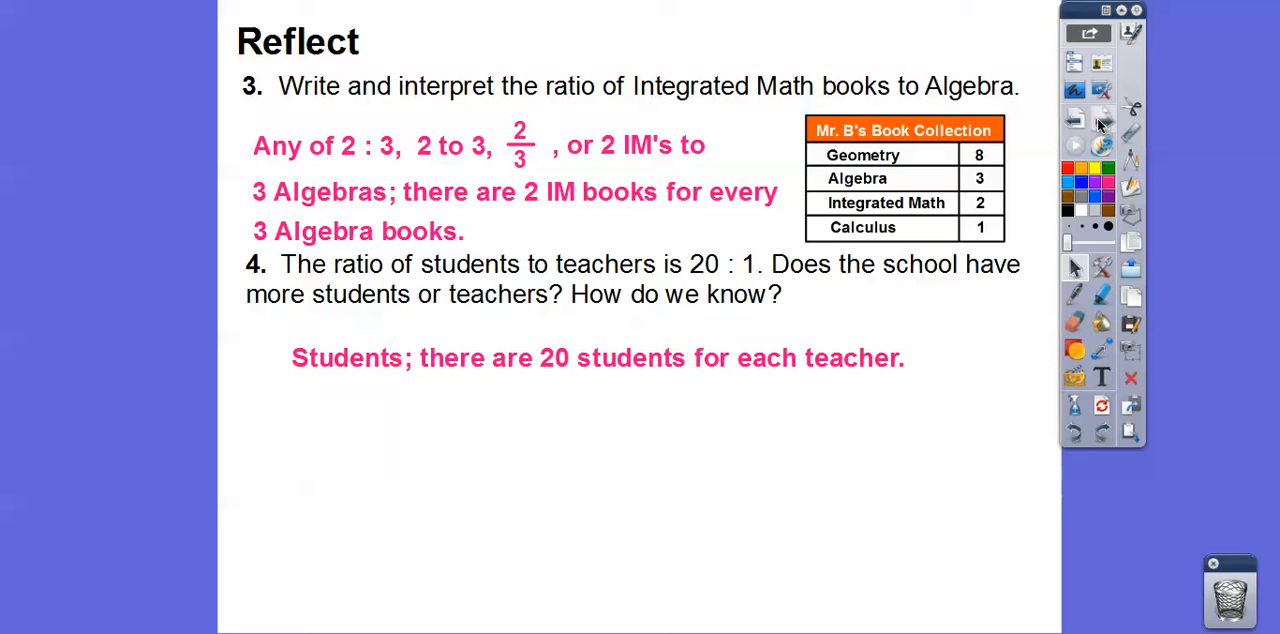 Reflect
3. Write and interpret the ratio of Integrated Math books to Algebra.
Any of 2 : 3, 2 to 3, 2/3 , or 2 IM's to
3 Algebras; there are 2 IM books for every
3 Algebra books.
Mr. B's Book Collection
Geometry 8
Algebra 3
Integrated Math 2
Calculus 1
4. The ratio of students to teachers is 20 : 1. Does the school have
more students or teachers? How do we know?
Students; there are 20 students for each teacher.